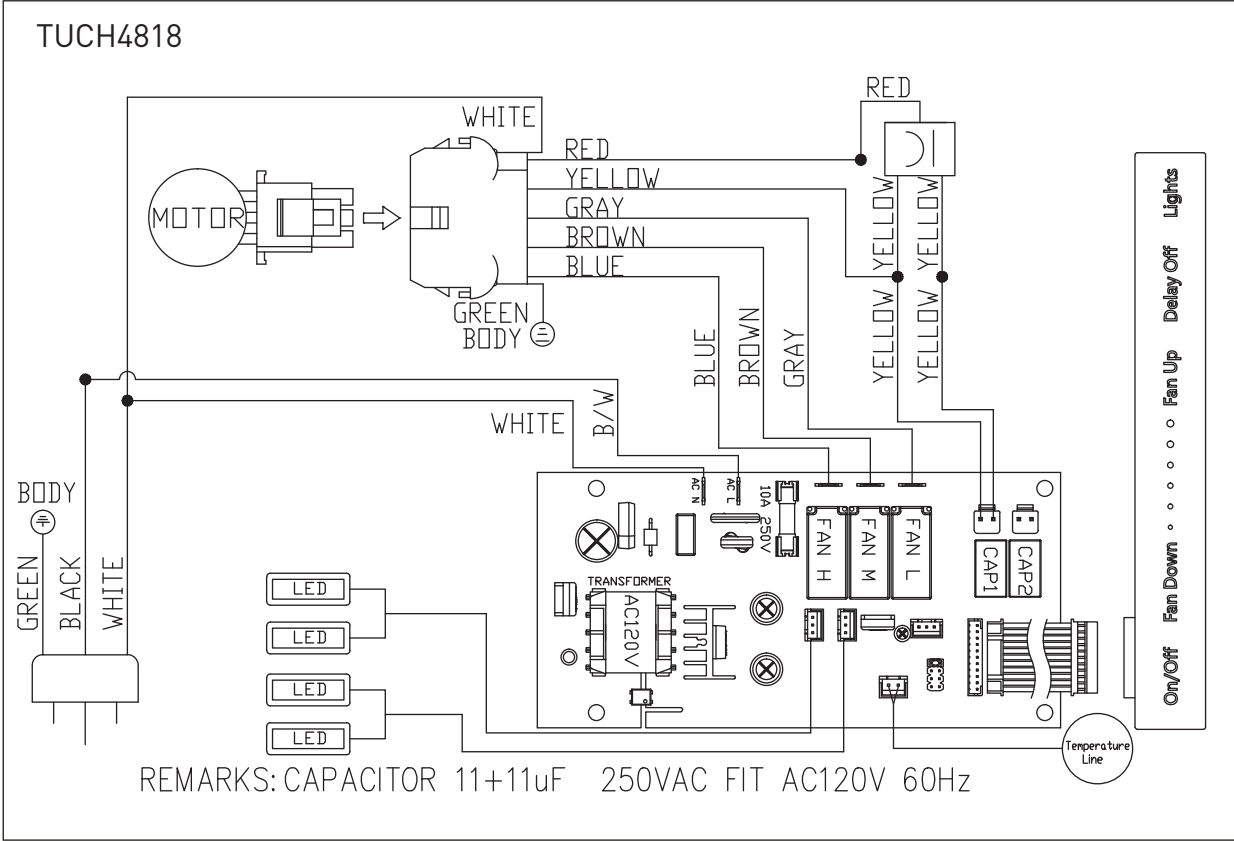 TUCH4818
RED
WHITE
RED
YELLOW
GRAY
BROWN
BLUE
MOTOR
GREEN
BODY
YELLOW
YELLOW
YELLOW
YELLOW
BLUE
BROWN
GRAY
WHITE
B/W
BODY
GREEN
BLACK
WHITE
AC N
AC L
10A 250V
FAN H
FAN M
FAN L
CAP1
CAP2
TRANSFORMER
AC120V
LED
LED
LED
LED
Temperature
Line
On/Off Fan Down Fan Up Delay Off Lights
REMARKS: CAPACITOR 11+11uF 250VAC FIT AC120V 60Hz